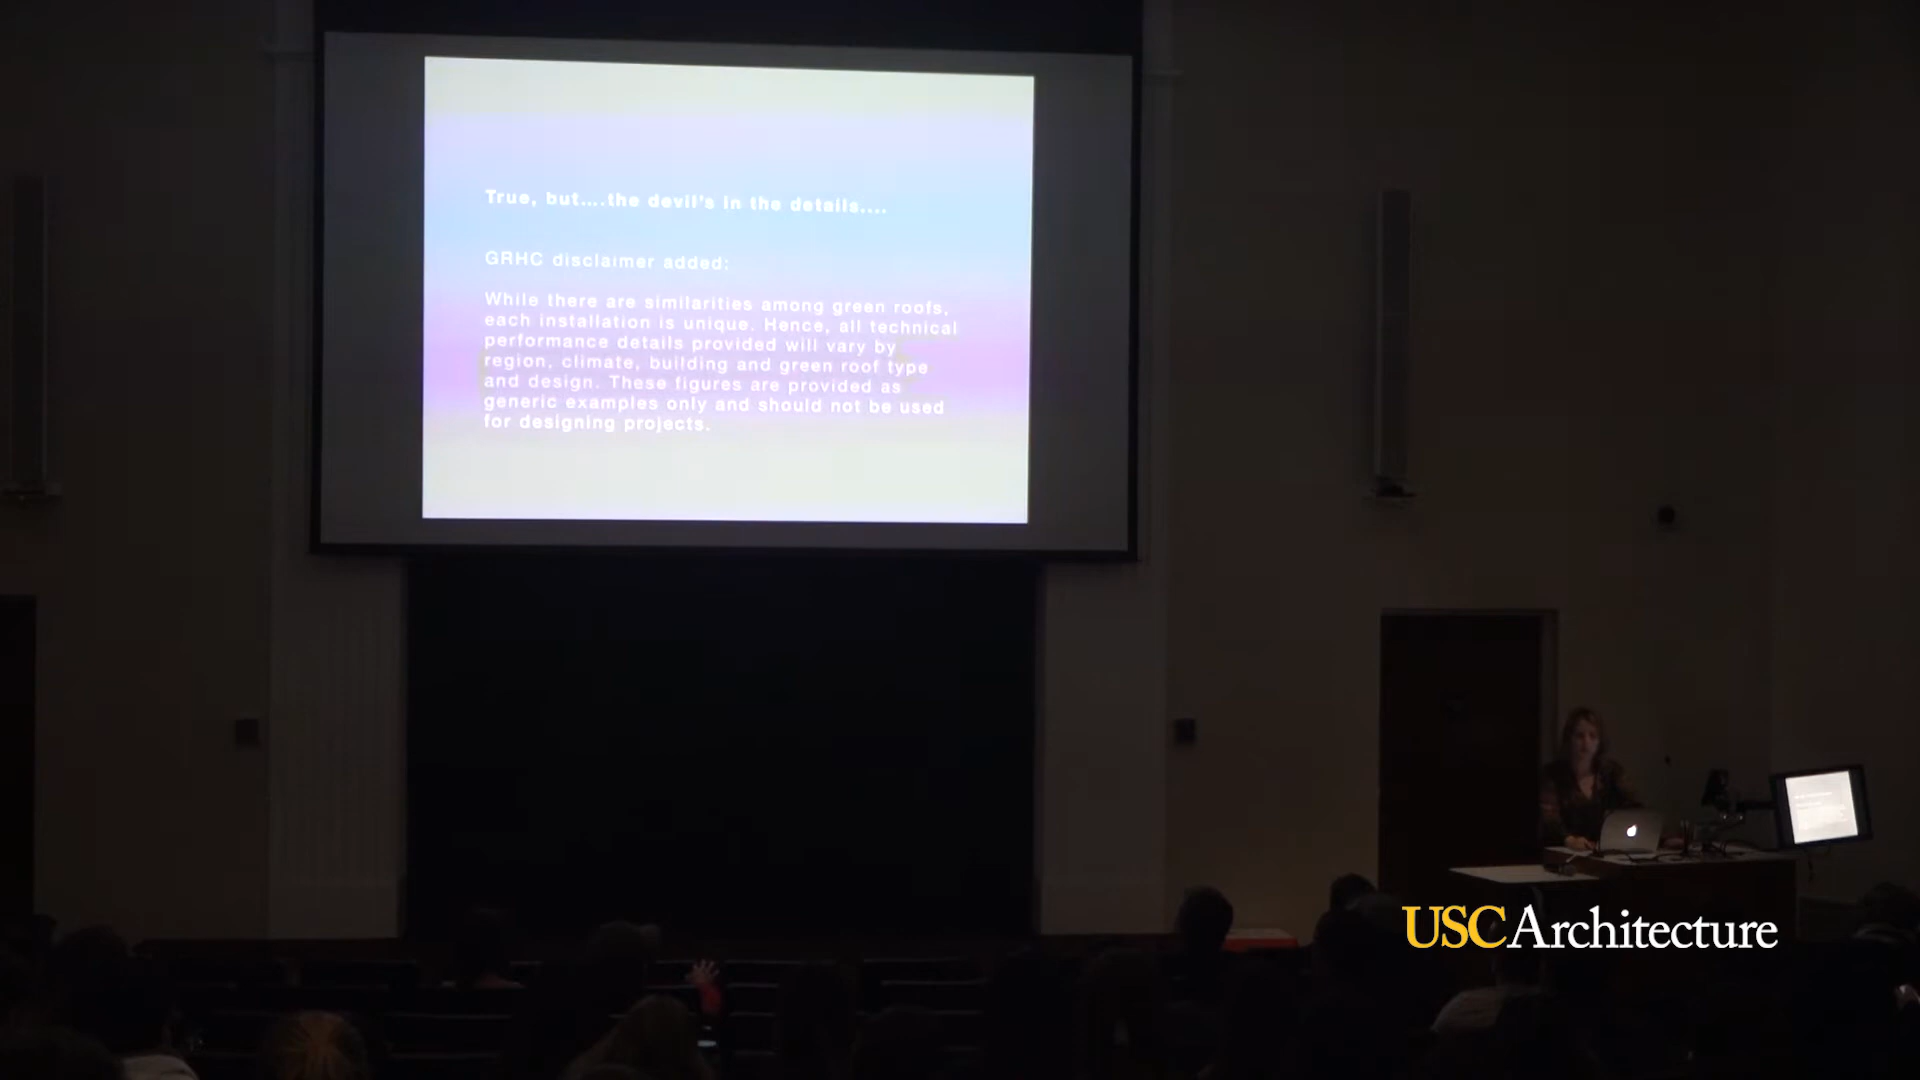 True, but....the devil's in the details....
GRHC disclaimer added:
While there are similarities among green roofs,
each installation is unique. Hence, all technical
performance details provided will vary by
region, climate, building and green roof type
and design. These figures are provided as
generic examples only and should not be used
for designing projects.
USCArchitecture